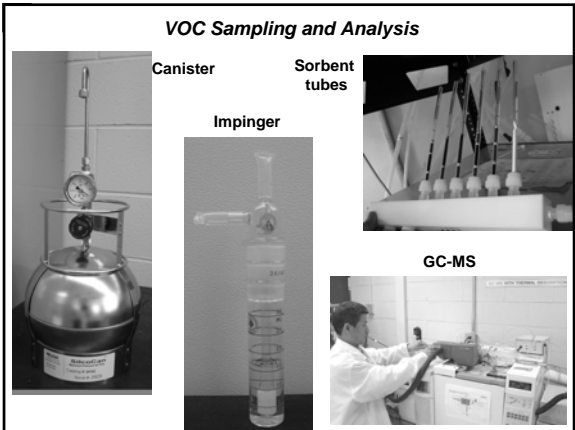 VOC Sampling and Analysis
Canister
Sorbent
tubes
Impinger
GC-MS